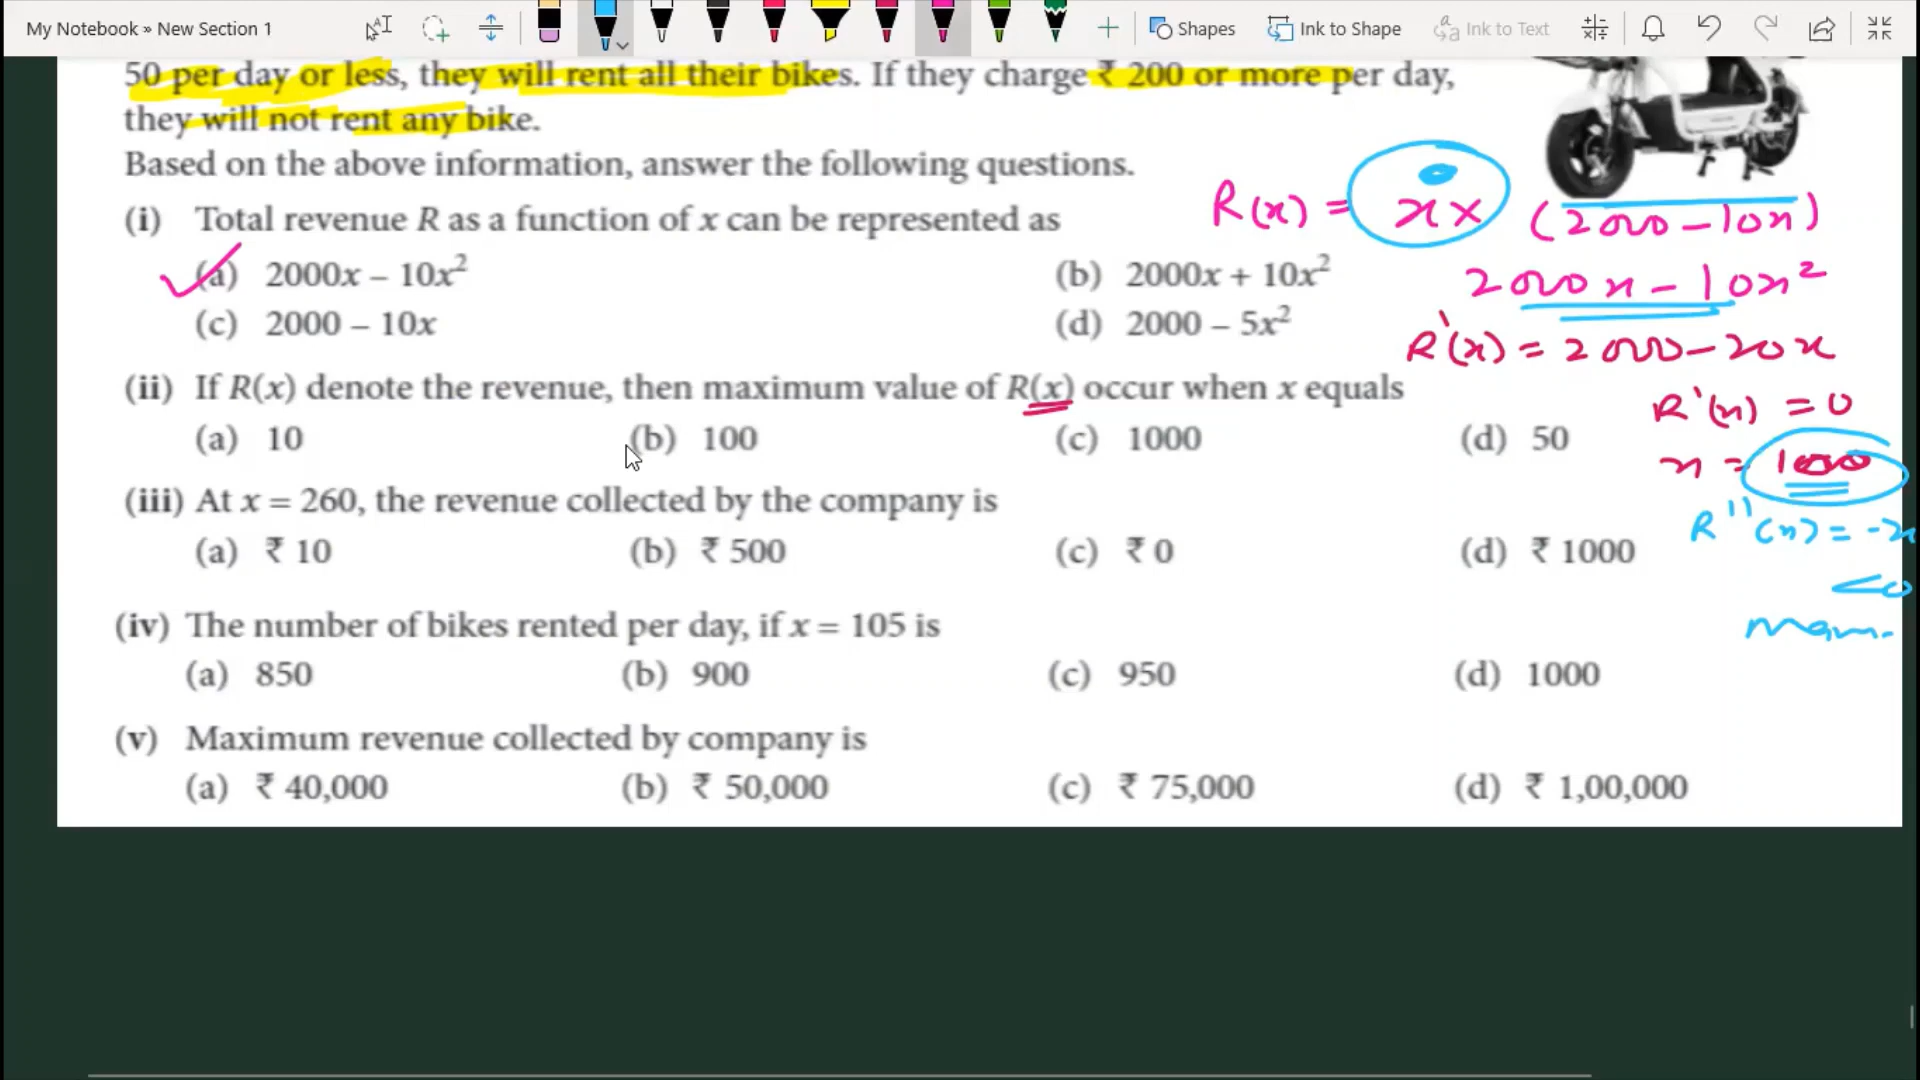 My Notebook » New Section 1
Shapes
Ink to Shape
Ink to Text
50 per day or less, they will rent all their bikes. If they charge ₹ 200 or more per day,
they will not rent any bike.
Based on the above information, answer the following questions.
R(x) = x × (2000 – 10x)
(i) Total revenue R as a function of x can be represented as
(a) 2000x – 10x² (b) 2000x + 10x²
2000x – 10x²
(c) 2000 – 10x (d) 2000 – 5x²
R'(x) = 2000 – 20x
(ii) If R(x) denote the revenue, then maximum value of R(x) occur when x equals
R'(x) = 0
(a) 10 (b) 100 (c) 1000 (d) 50
x =
(iii) At x = 260, the revenue collected by the company is
R''(x) =
(a) ₹ 10 (b) ₹ 500 (c) ₹ 0 (d) ₹ 1000
<0
(iv) The number of bikes rented per day, if x = 105 is
(a) 850 (b) 900 (c) 950 (d) 1000
(v) Maximum revenue collected by company is
(a) ₹ 40,000 (b) ₹ 50,000 (c) ₹ 75,000 (d) ₹ 1,00,000